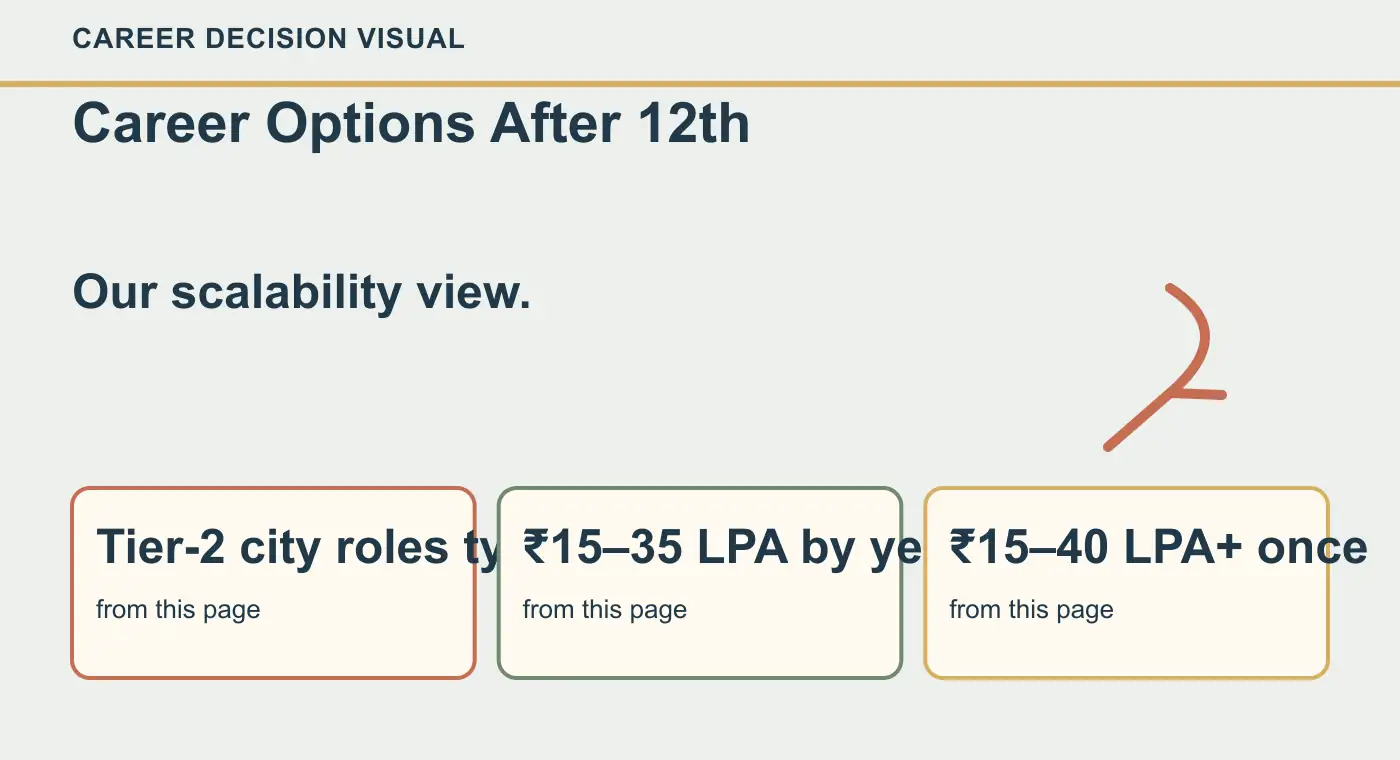 CAREER DECISION VISUAL
Career Options After 12th
Our scalability view.
Tier-2 city roles ty
from this page
₹15–35 LPA by ye
from this page
₹15–40 LPA+ once
from this page